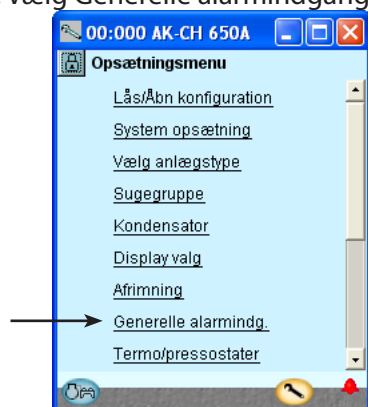 Vælg Generelle alarmindgang
00:000 AK-CH 650A
Opsætningsmenu
Lås/Åbn konfiguration
System opsætning
Vælg anlægstype
Sugegruppe
Kondensator
Display valg
Afrimning
Generelle alarmindg.
Termo/pressostater